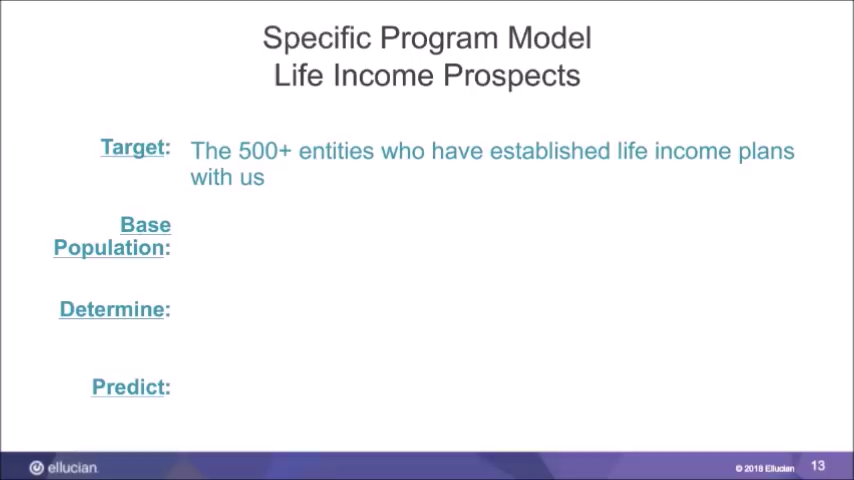 Specific Program Model
Life Income Prospects
Target:
The 500+ entities who have established life income plans
with us
Base
Population:
Determine:
Predict:
ellucian
© 2018 Ellucian
13